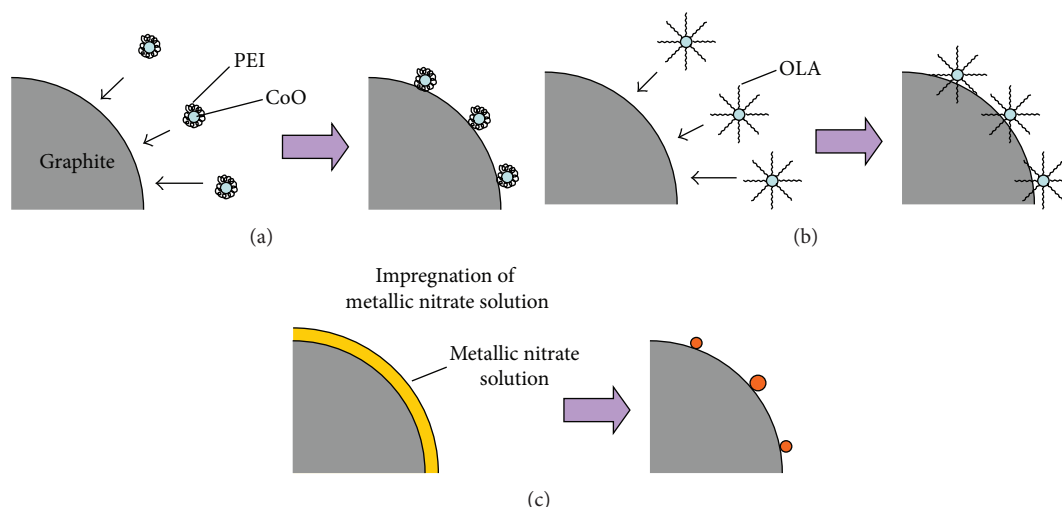 PEI
CoO
Graphite
(a)
OLA
(b)
Impregnation of
metallic nitrate solution
Metallic nitrate
solution
(c)